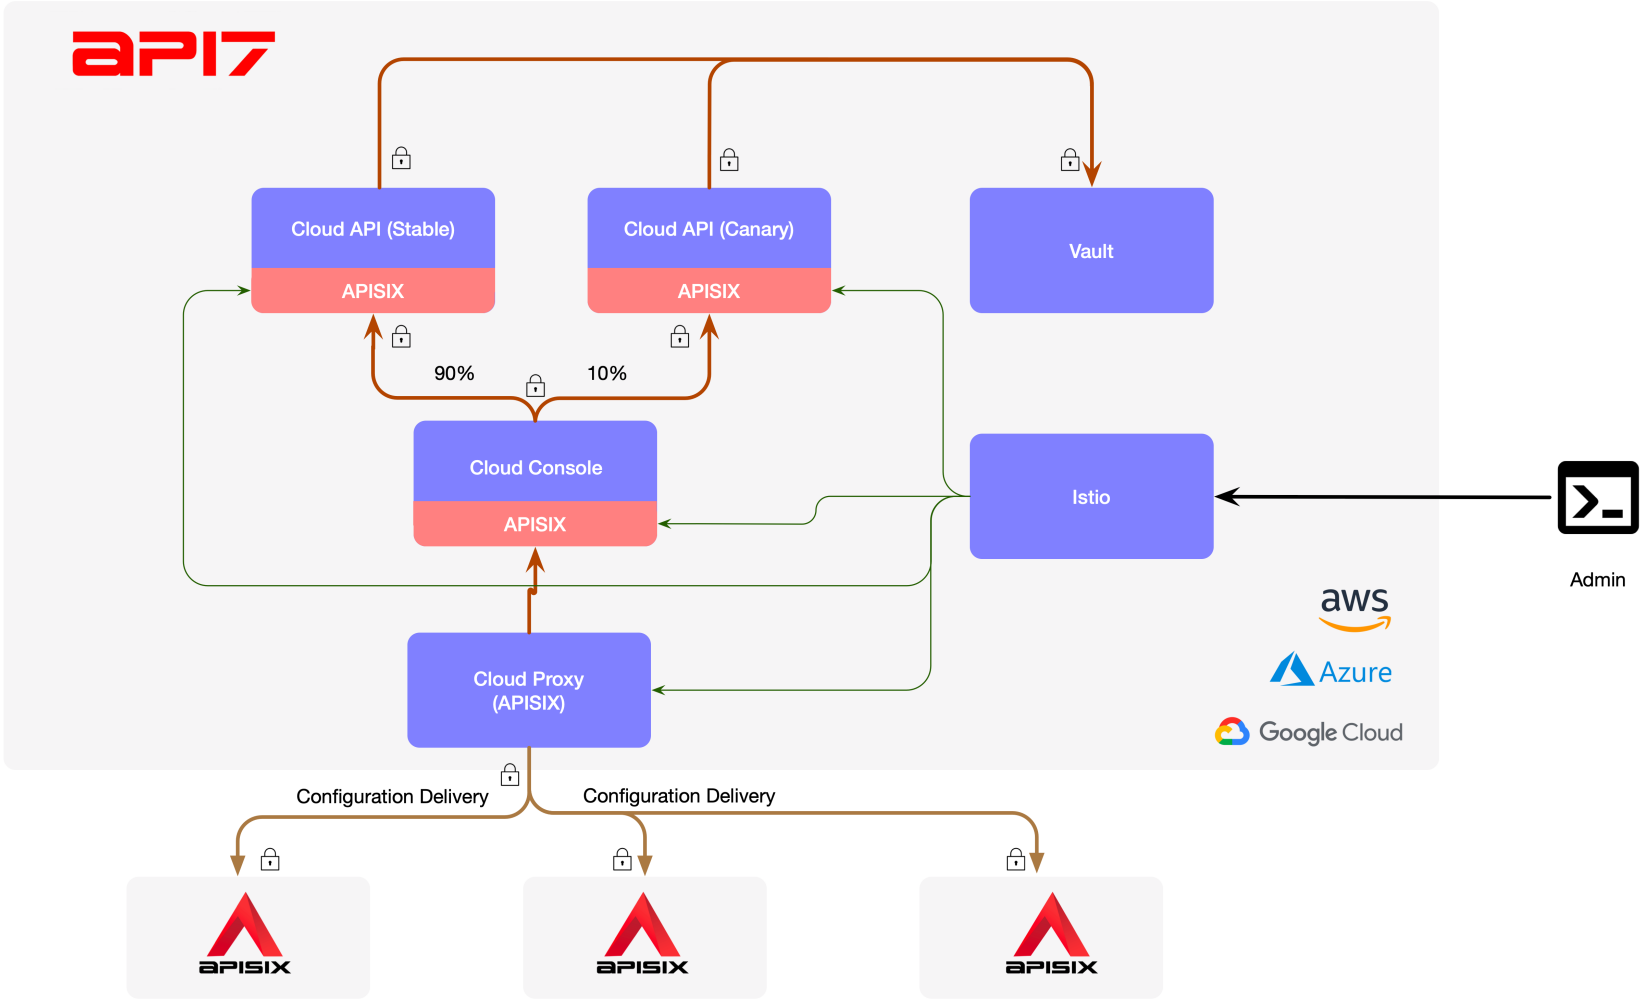 API7
Cloud API (Stable)
APISIX
Cloud API (Canary)
APISIX
Vault
90%
10%
Cloud Console
APISIX
Istio
Admin
aws
Azure
Google Cloud
Cloud Proxy
(APISIX)
Configuration Delivery
Configuration Delivery
APISIX
APISIX
APISIX